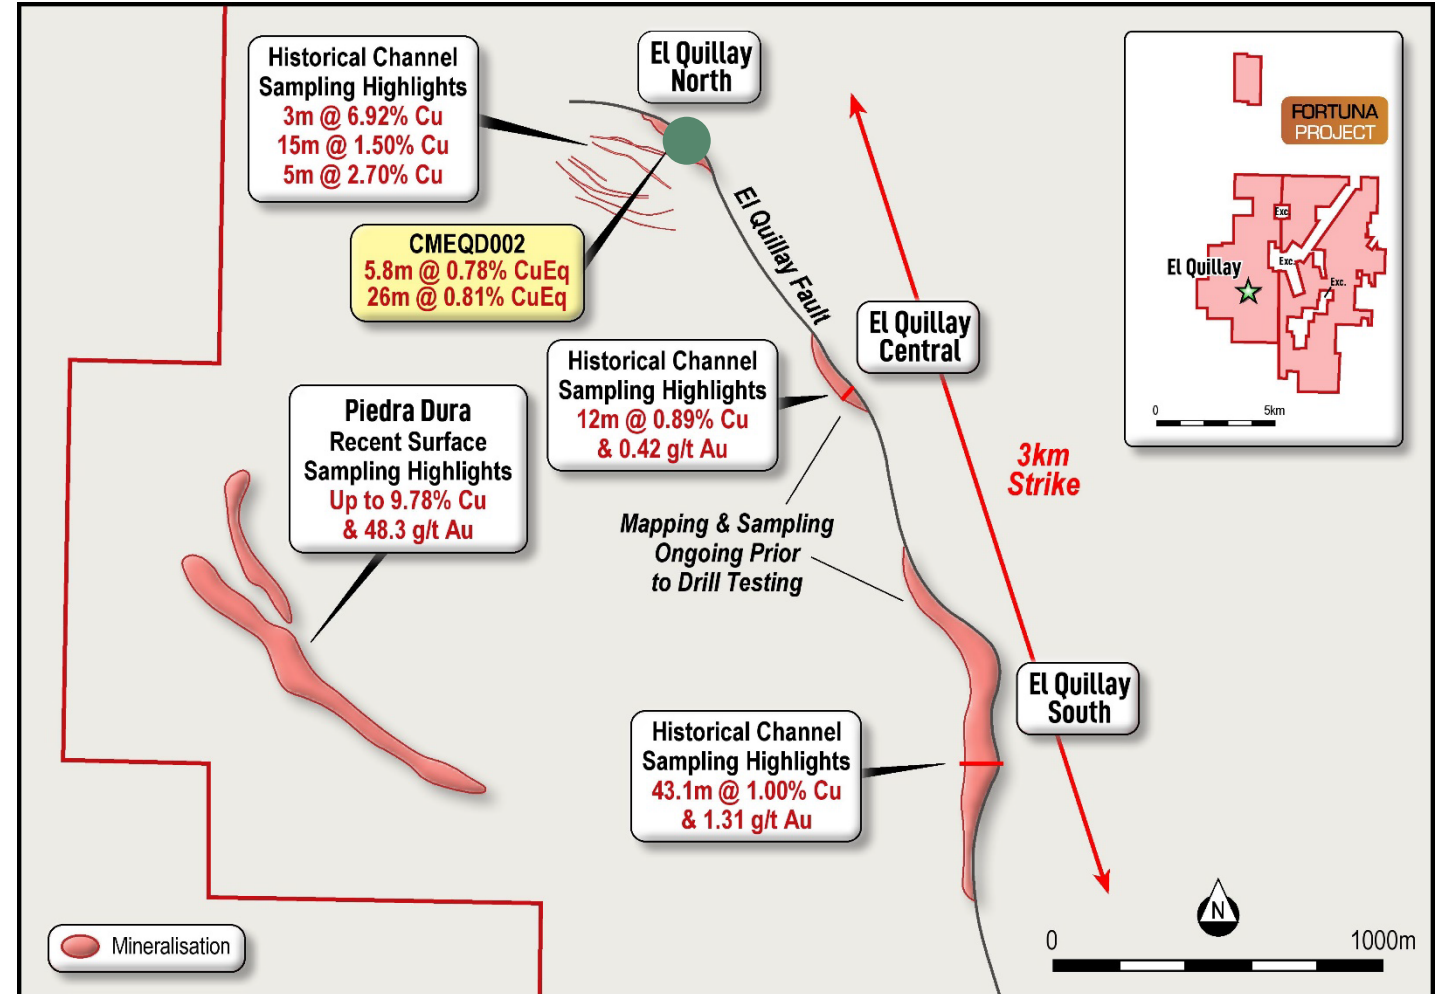 Historical Channel
Sampling Highlights
3m @ 6.92% Cu
15m @ 1.50% Cu
5m @ 2.70% Cu
El Quillay
North
CMEQD002
5.8m @ 0.78% CuEq
26m @ 0.81% CuEq
El Quillay Fault
El Quillay
Central
Historical Channel
Sampling Highlights
12m @ 0.89% Cu
& 0.42 g/t Au
Piedra Dura
Recent Surface
Sampling Highlights
Up to 9.78% Cu
& 48.3 g/t Au
Mapping & Sampling
Ongoing Prior
to Drill Testing
3km
Strike
El Quillay
South
Historical Channel
Sampling Highlights
43.1m @ 1.00% Cu
& 1.31 g/t Au
FORTUNA
PROJECT
Exc.
Exc.
Exc.
El Quillay
0 5km
N
0 1000m
Mineralisation